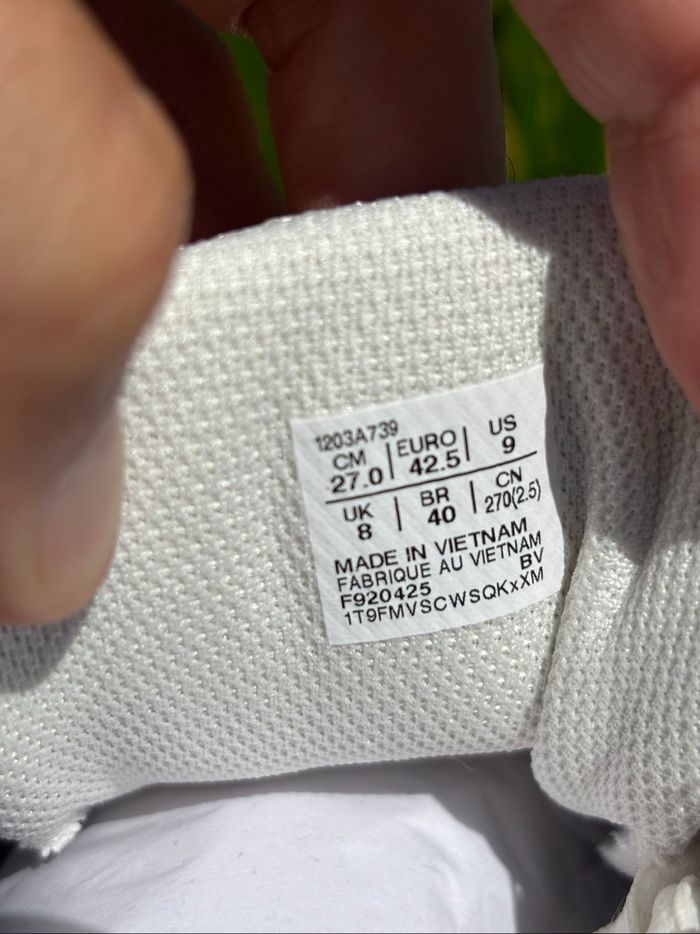 1203A739
CM | EURO | US
27.0 | 42.5 | 9
UK | BR | CN
8 | 40 | 270(2.5)
MADE IN VIETNAM
FABRIQUE AU VIETNAM
F920425 BV
1T9FMVSCWSQKxXM